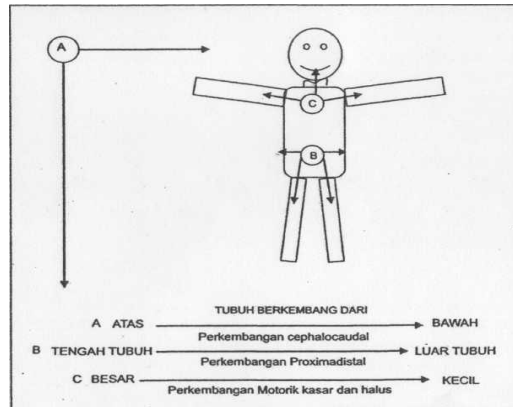 A
C
B
TUBUH BERKEMBANG DARI
A ATAS BAWAH
Perkembangan cephalocaudal
B TENGAH TUBUH LUAR TUBUH
Perkembangan Proximadistal
C BESAR KECIL
Perkembangan Motorik kasar dan halus